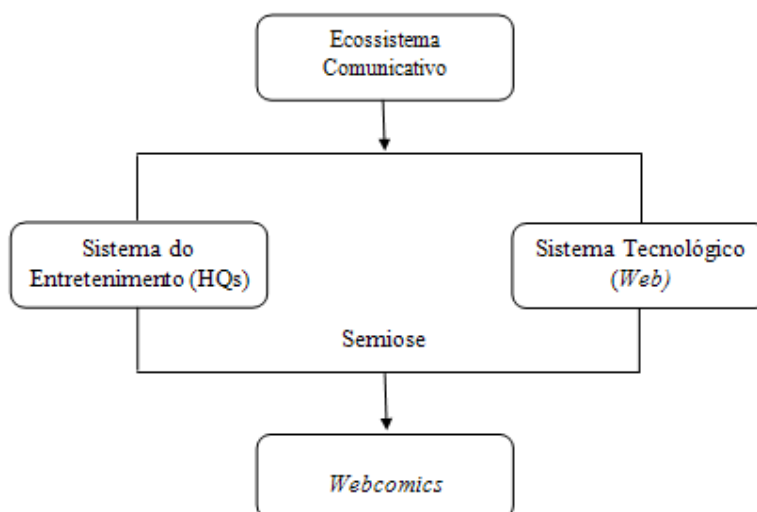 Ecossistema
Comunicativo
Sistema do
Entretenimento (HQs)
Sistema Tecnológico
(Web)
Semiose
Webcomics